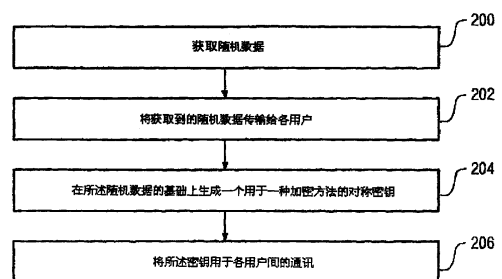 200
获取随机数据
202
将获取到的随机数据传输给各用户
204
在所述随机数据的基础上生成一个用于一种加密方法的对称密钥
206
将所述密钥用于各用户间的通讯